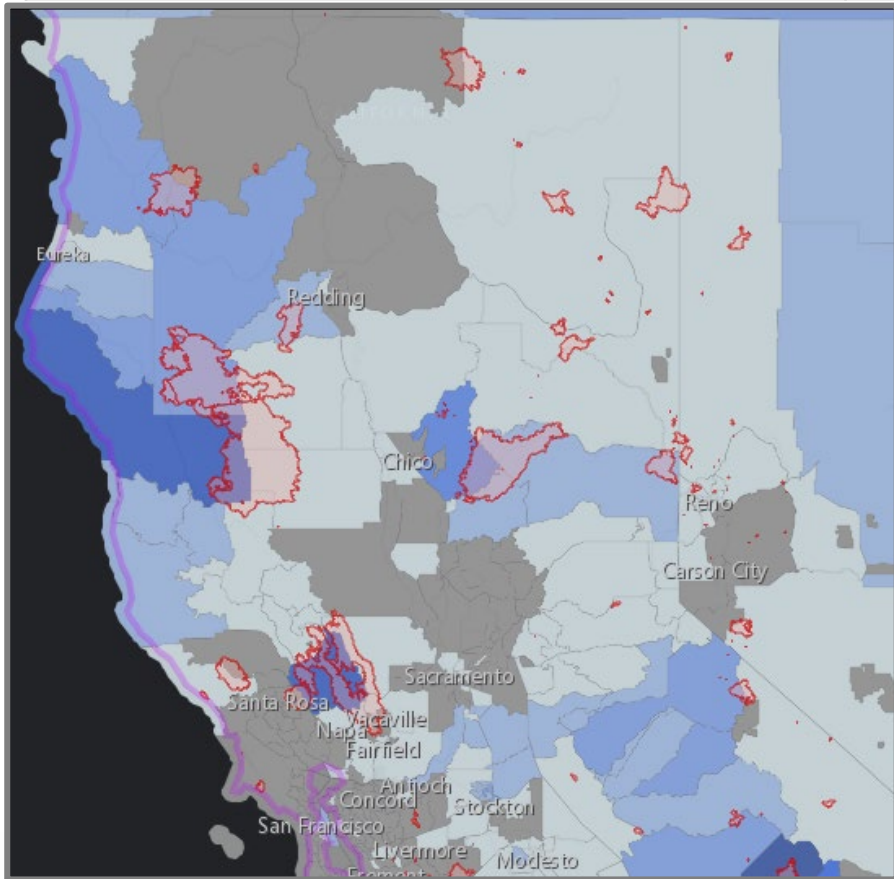 Eureka
Redding
Chico
Reno
Carson City
Sacramento
Santa Rosa
Vacaville
Napa
Fairfield
Antioch
Concord
Stockton
San Francisco
Livermore
Modesto
Fremont